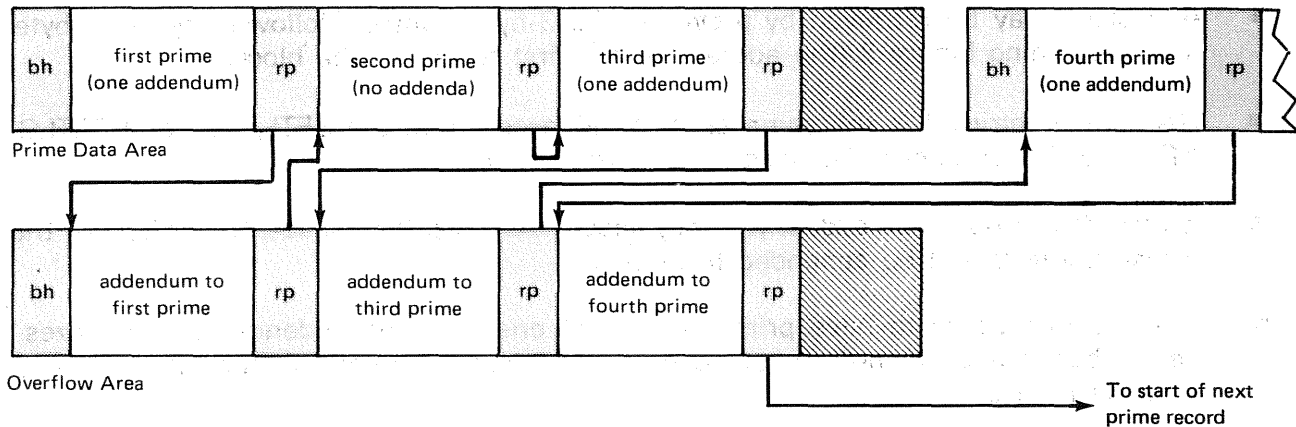 bh
first prime
(one addendum)
rp
second prime
(no addenda)
rp
third prime
(one addendum)
rp
bh
fourth prime
(one addendum)
rp
Prime Data Area
bh
addendum to
first prime
rp
addendum to
third prime
rp
addendum to
fourth prime
rp
Overflow Area
To start of next
prime record